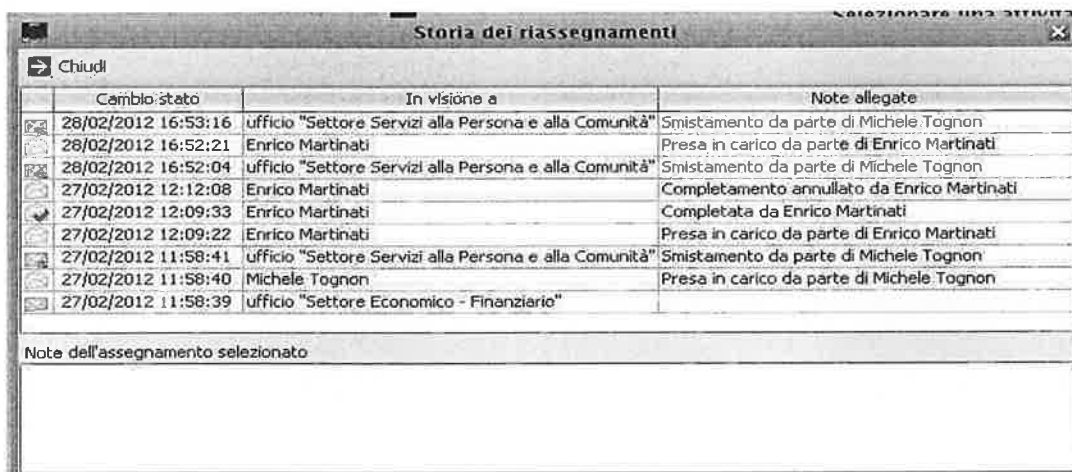 Selezionare una attività
Storia dei riassegnamenti
Chiudi
Cambio stato In visione a Note allegate
28/02/2012 16:53:16 ufficio "Settore Servizi alla Persona e alla Comunità" Smistamento da parte di Michele Tognon
28/02/2012 16:52:21 Enrico Martinati Presa in carico da parte di Enrico Martinati
28/02/2012 16:52:04 ufficio "Settore Servizi alla Persona e alla Comunità" Smistamento da parte di Michele Tognon
27/02/2012 12:12:08 Enrico Martinati Completamento annullato da Enrico Martinati
27/02/2012 12:09:33 Enrico Martinati Completata da Enrico Martinati
27/02/2012 12:09:22 Enrico Martinati Presa in carico da parte di Enrico Martinati
27/02/2012 11:58:41 ufficio "Settore Servizi alla Persona e alla Comunità" Smistamento da parte di Michele Tognon
27/02/2012 11:58:40 Michele Tognon Presa in carico da parte di Michele Tognon
27/02/2012 11:58:39 ufficio "Settore Economico - Finanziario"
Note dell'assegnamento selezionato